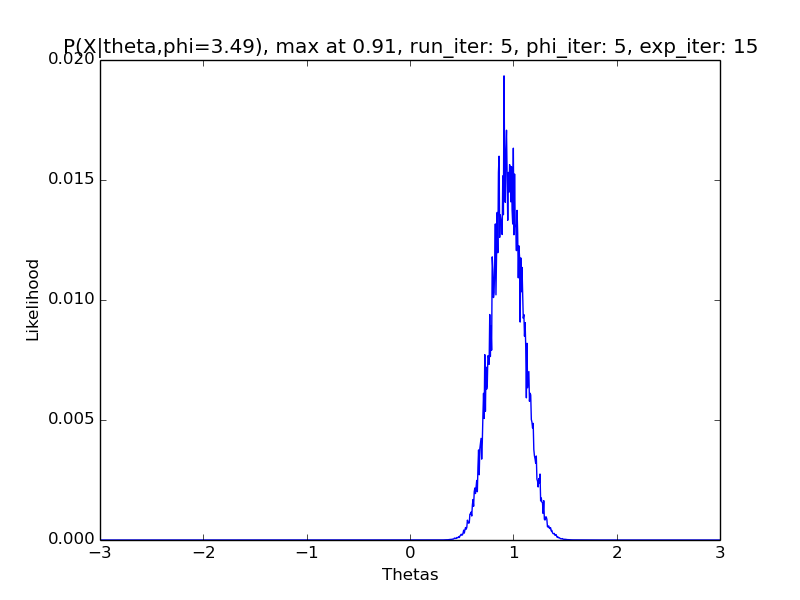 P(X|theta,phi=3.49), max at 0.91, run_iter: 5, phi_iter: 5, exp_iter: 15
0.020
0.015
0.010
0.005
0.000
Likelihood
−3 −2 −1 0 1 2 3
Thetas